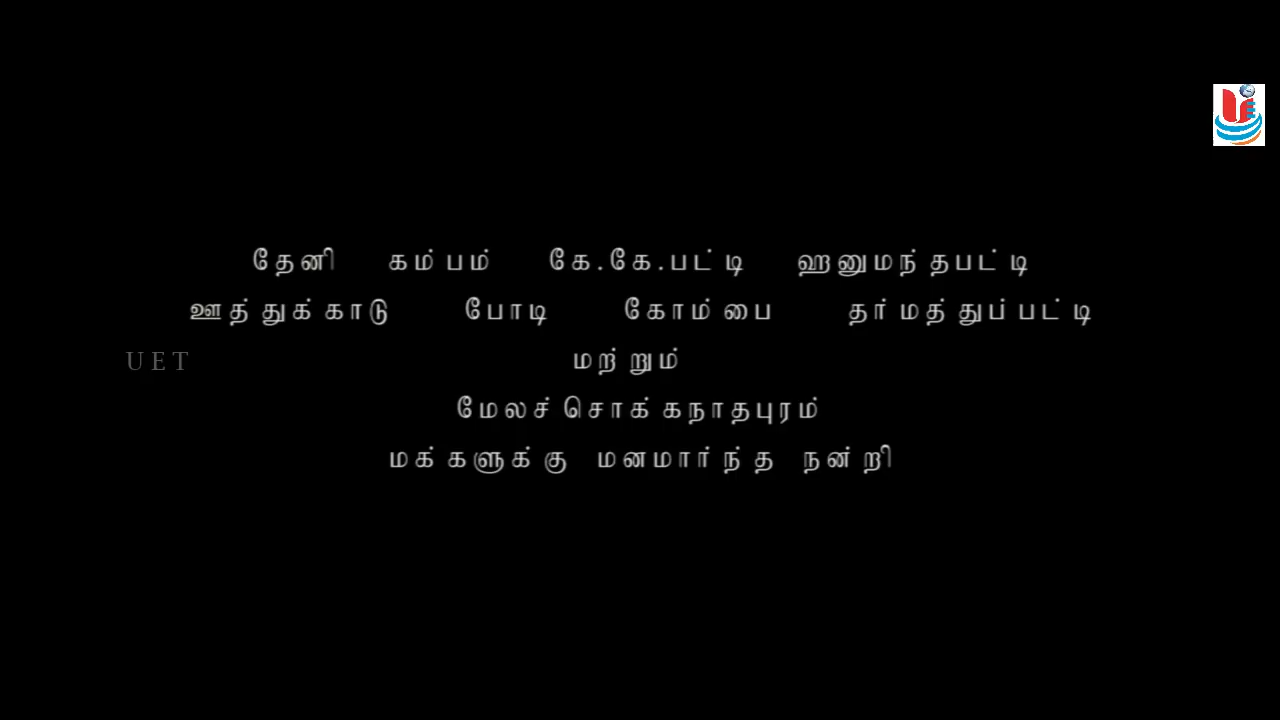 தேனி கம்பம் கே.கே.பட்டி ஹனுமந்தபட்டி
ஊத்துக்காடு போடி கோம்பை தர்மத்துப்பட்டி
UET மற்றும்
மேலச்சொக்கநாதபுரம்
மக்களுக்கு மனமார்ந்த நன்றி